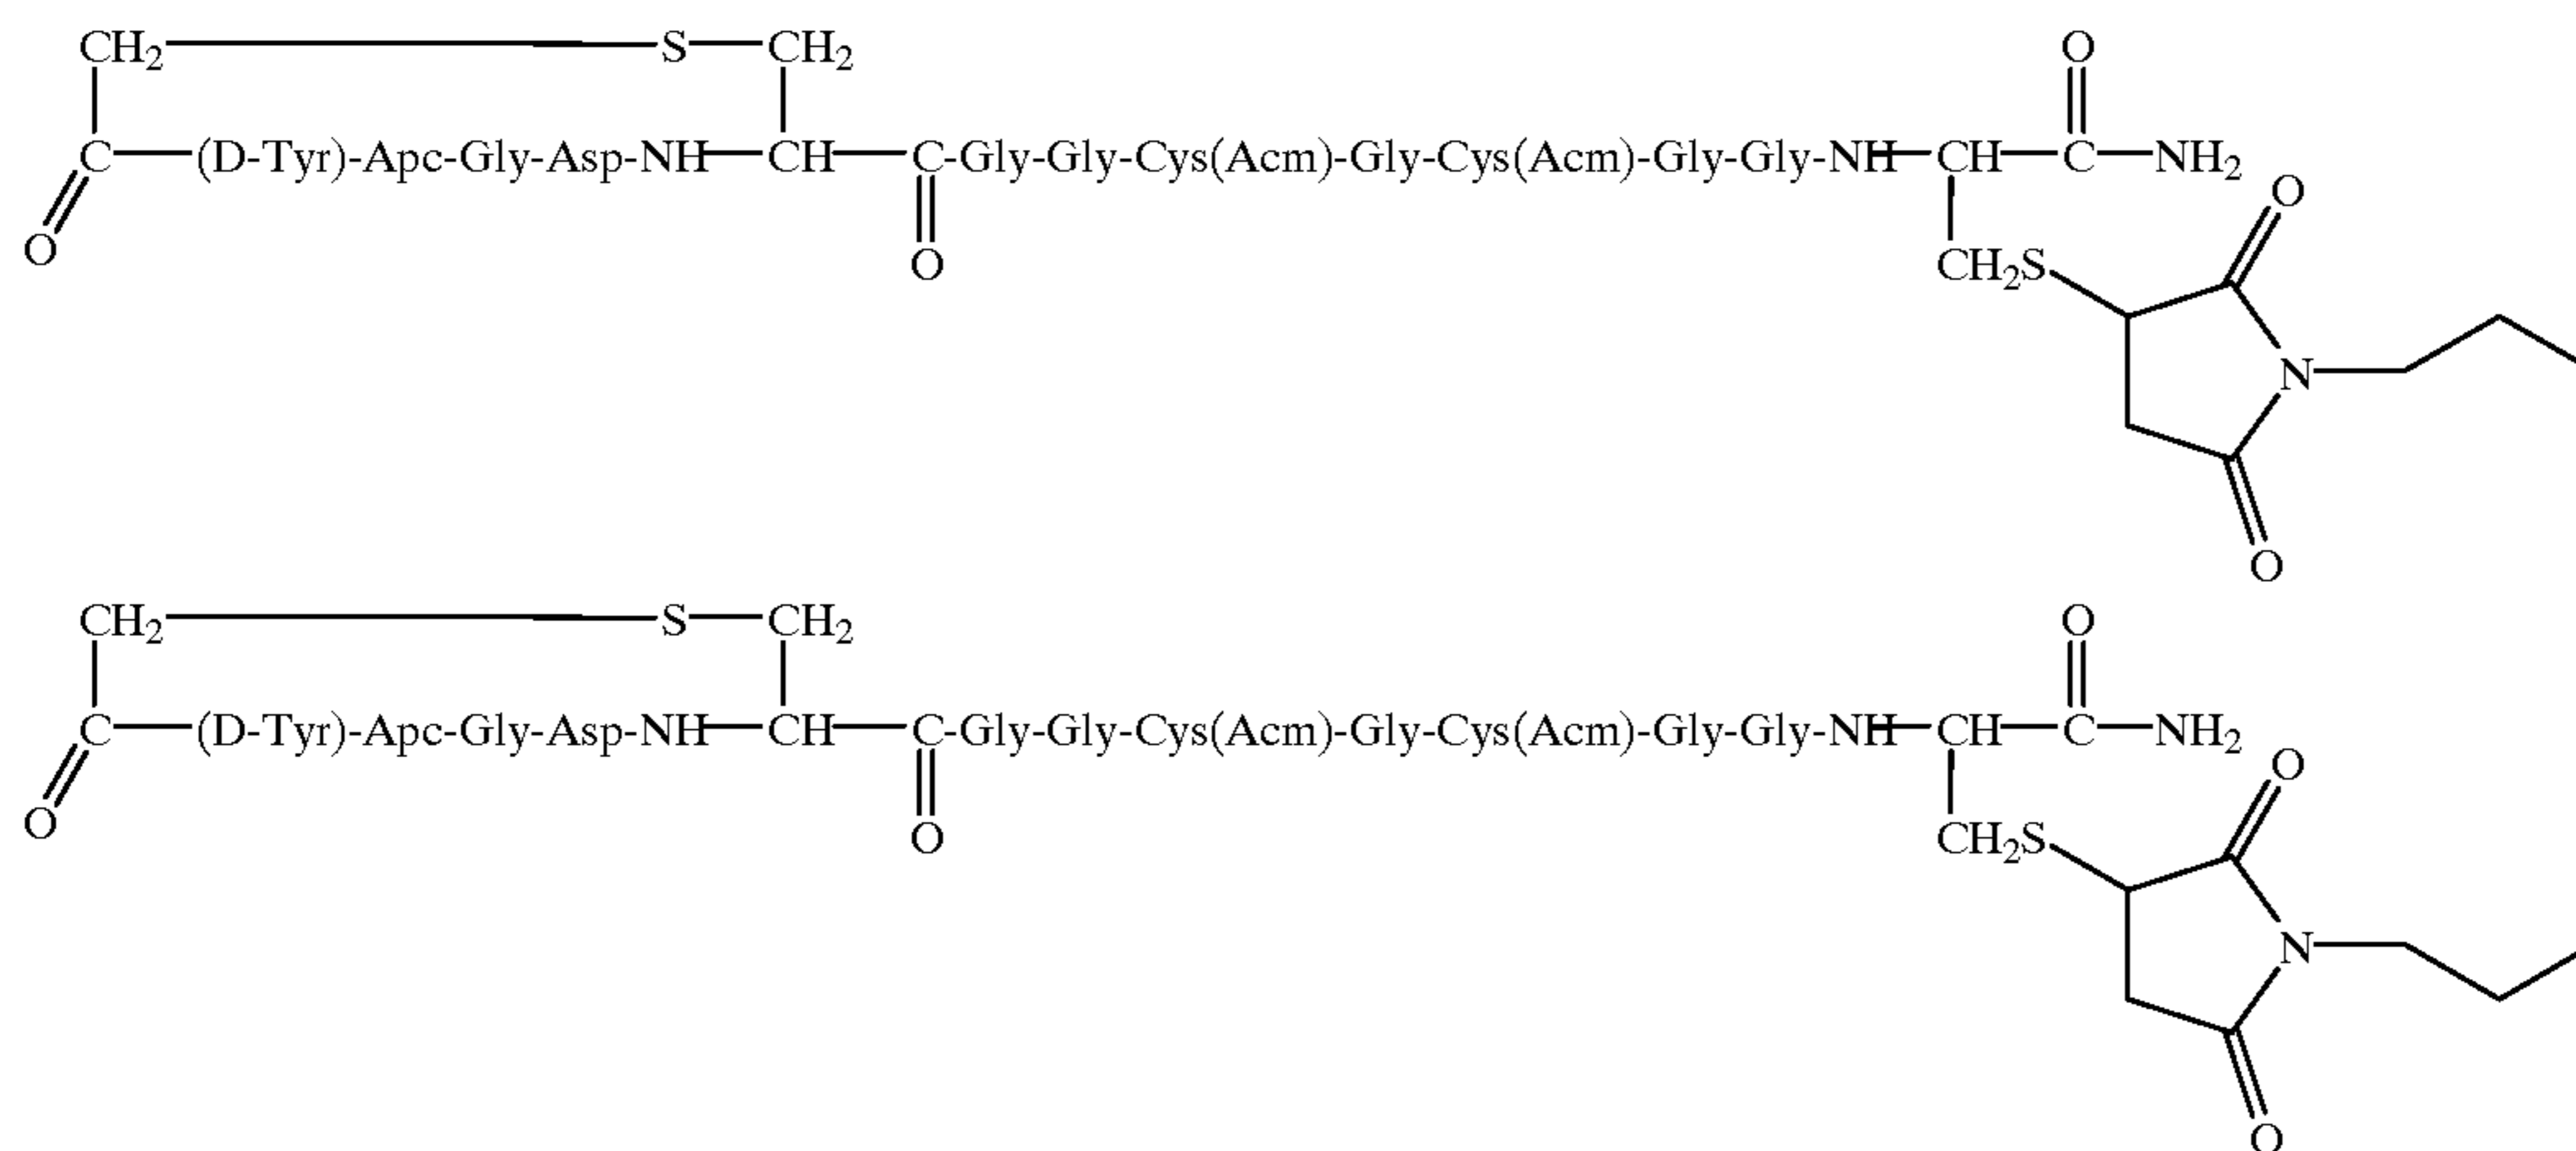 CH₂ S CH₂ O
C (D-Tyr)-Apc-Gly-Asp-NH CH C-Gly-Gly-Cys(Acm)-Gly-Cys(Acm)-Gly-Gly-NH CH C NH₂
O
O O CH₂S
N
O
CH₂ S CH₂ O
C (D-Tyr)-Apc-Gly-Asp-NH CH C-Gly-Gly-Cys(Acm)-Gly-Cys(Acm)-Gly-Gly-NH CH C NH₂
O
O O CH₂S
N
O